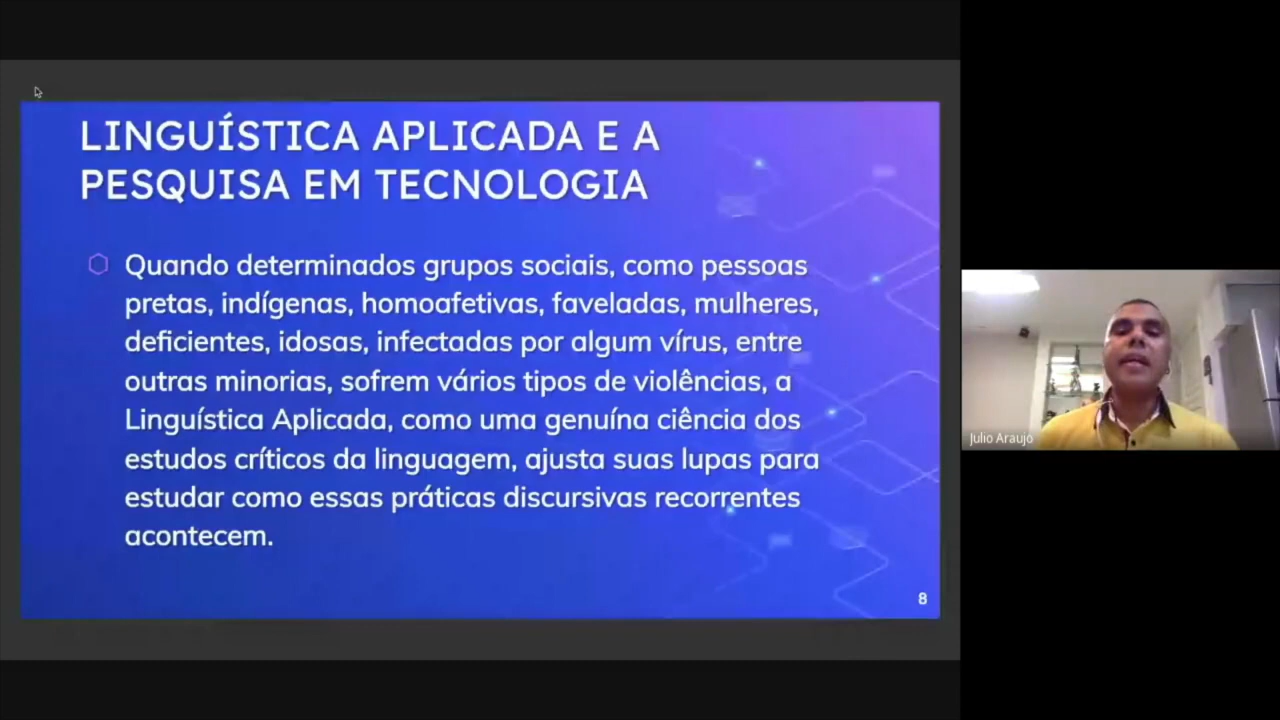 LINGUÍSTICA APLICADA E A
PESQUISA EM TECNOLOGIA
Quando determinados grupos sociais, como pessoas
pretas, indígenas, homoafetivas, faveladas, mulheres,
deficientes, idosas, infectadas por algum vírus, entre
outras minorias, sofrem vários tipos de violências, a
Linguística Aplicada, como uma genuína ciência dos
estudos críticos da linguagem, ajusta suas lupas para
estudar como essas práticas discursivas recorrentes
acontecem.
8
Julio Araujo